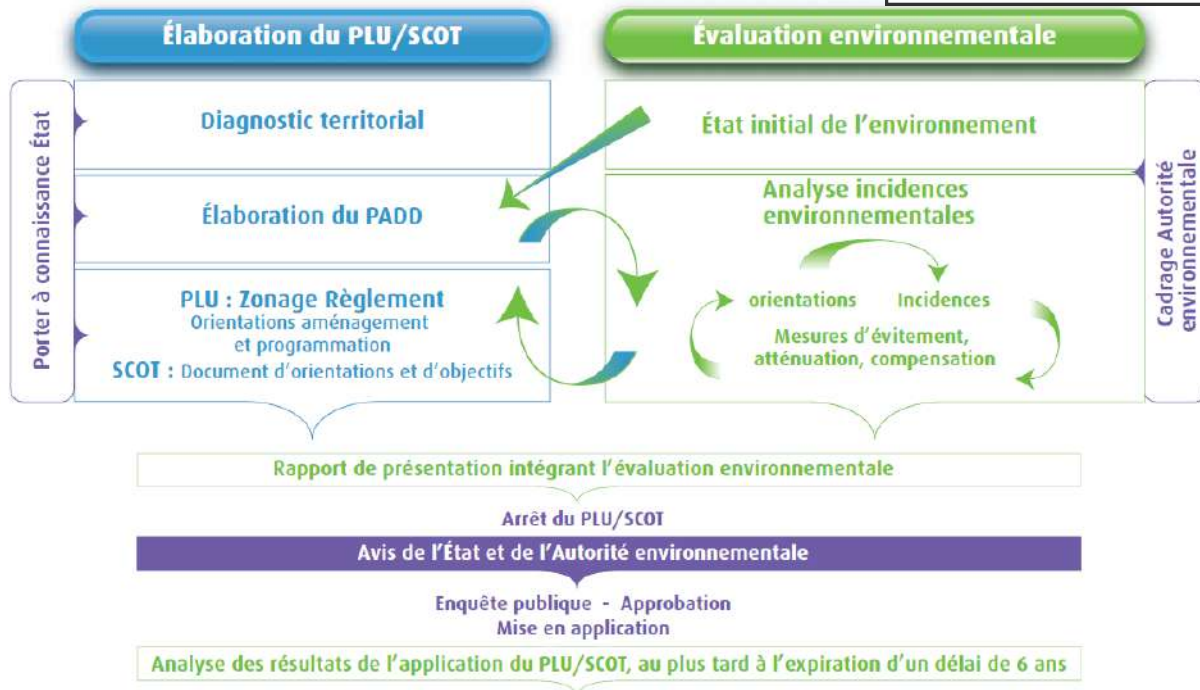 Élaboration du PLU/SCOT
Évaluation environnementale
Porter à connaissance État
Diagnostic territorial
Élaboration du PADD
PLU : Zonage Règlement
Orientations aménagement
et programmation
SCOT : Document d'orientations et d'objectifs
État initial de l'environnement
Analyse incidences
environnementales
orientations
Incidences
Mesures d'évitement,
atténuation, compensation
Cadrage Autorité
environnementale
Rapport de présentation intégrant l'évaluation environnementale
Arrêt du PLU/SCOT
Avis de l'État et de l'Autorité environnementale
Enquête publique - Approbation
Mise en application
Analyse des résultats de l'application du PLU/SCOT, au plus tard à l'expiration d'un délai de 6 ans